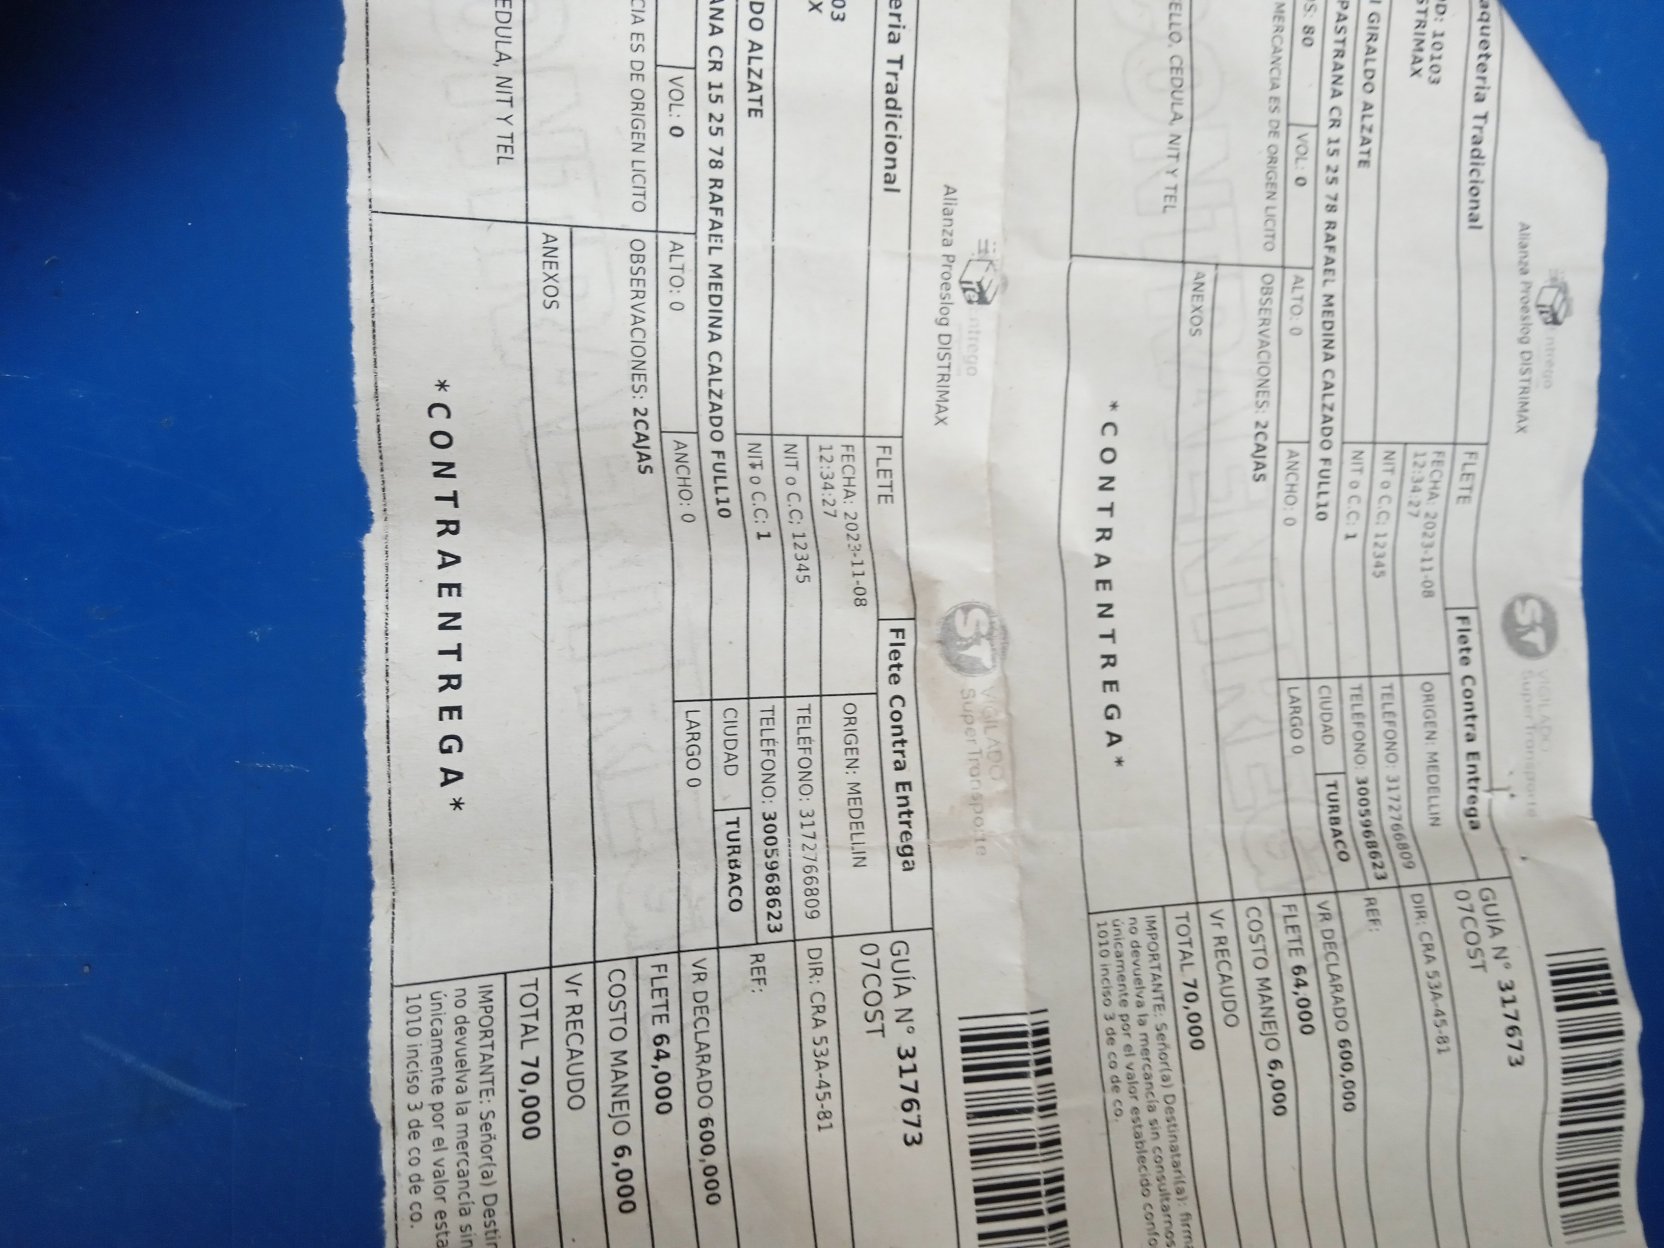 entrega
Alianza Proeslog DISTRIMAX
VIGILADO
SuperTransporte
Tradicional
FLETE
Flete Contra Entrega
GUÍA N° 317673
07COST
PD: 10103
STRIMAX
FECHA: 2023-11-08
12:34:27
ORIGEN: MEDELLIN
DIR: CRA 53A-45-81
NIT o C.C: 12345
TELÉFONO: 3172766809
GIRALDO ALZATE
NIT o C.C: 1
TELÉFONO: 3005968623
REF:
PASTRANA CR 15 25 78 RAFAEL MEDINA CALZADO FULL10
CIUDAD
TURBACO
VR DECLARADO 600,000
80
VOL: 0
ALTO: 0
ANCHO: 0
LARGO 0
FLETE 64,000
MERCANCIA ES DE ORIGEN LICITO
OBSERVACIONES: 2CAJAS
COSTO MANEJO 6,000
Vr RECAUDO
ANEXOS
TOTAL 70,000
CEDULA, NIT Y TEL
*CONTRAENTREGA*
IMPORTANTE: Señor(a) Destinatari(a): firm
no devuelva la mercancía sin consultarnos
únicamente por el valor establecido confo
1010 inciso 3 de co de co.
entrega
Alianza Proeslog DISTRIMAX
VIGILADO
SuperTransporte
eria Tradicional
FLETE
Flete Contra Entrega
GUÍA N° 317673
07COST
03
X
FECHA: 2023-11-08
12:34:27
ORIGEN: MEDELLIN
DIR: CRA 53A-45-81
NIT o C.C: 12345
TELÉFONO: 3172766809
DO ALZATE
NIT o C.C: 1
TELÉFONO: 3005968623
REF:
ANA CR 15 25 78 RAFAEL MEDINA CALZADO FULL10
CIUDAD
TURBACO
VR DECLARADO 600,000
VOL: 0
ALTO: 0
ANCHO: 0
LARGO 0
FLETE 64,000
CIA ES DE ORIGEN LICITO
OBSERVACIONES: 2CAJAS
COSTO MANEJO 6,000
Vr RECAUDO
ANEXOS
TOTAL 70,000
EDULA, NIT Y TEL
*CONTRAENTREGA*
IMPORTANTE: Señor(a) Destin
no devuelva la mercancía sin
únicamente por el valor esta
1010 inciso 3 de co de co.